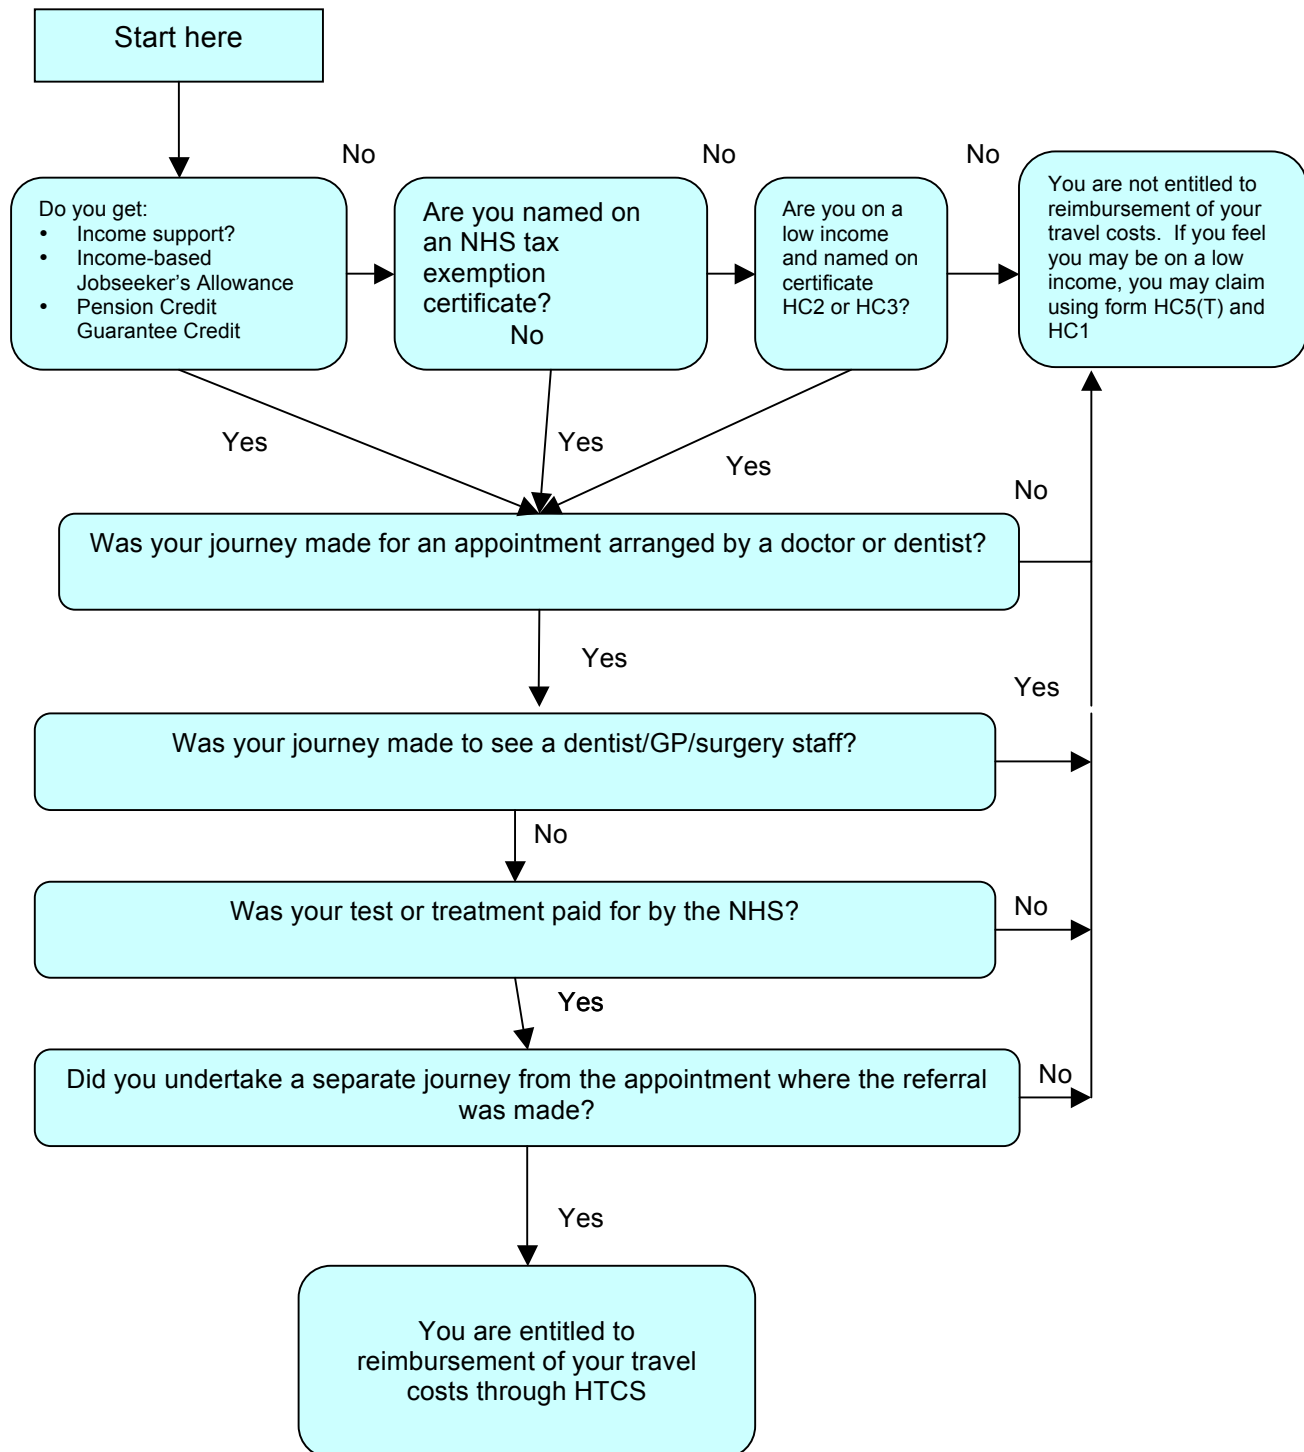 Start here
No
No
No
Do you get:
• Income support?
• Income-based
Jobseeker's Allowance
• Pension Credit
Guarantee Credit
Are you named on
an NHS tax
exemption
certificate?
No
Are you on a
low income
and named on
certificate
HC2 or HC3?
You are not entitled to
reimbursement of your
travel costs. If you feel
you may be on a low
income, you may claim
using form HC5(T) and
HC1
Yes
Yes
Yes
No
Was your journey made for an appointment arranged by a doctor or dentist?
Yes
Yes
Was your journey made to see a dentist/GP/surgery staff?
No
Was your test or treatment paid for by the NHS?
No
Yes
Did you undertake a separate journey from the appointment where the referral
was made?
No
Yes
You are entitled to
reimbursement of your travel
costs through HTCS